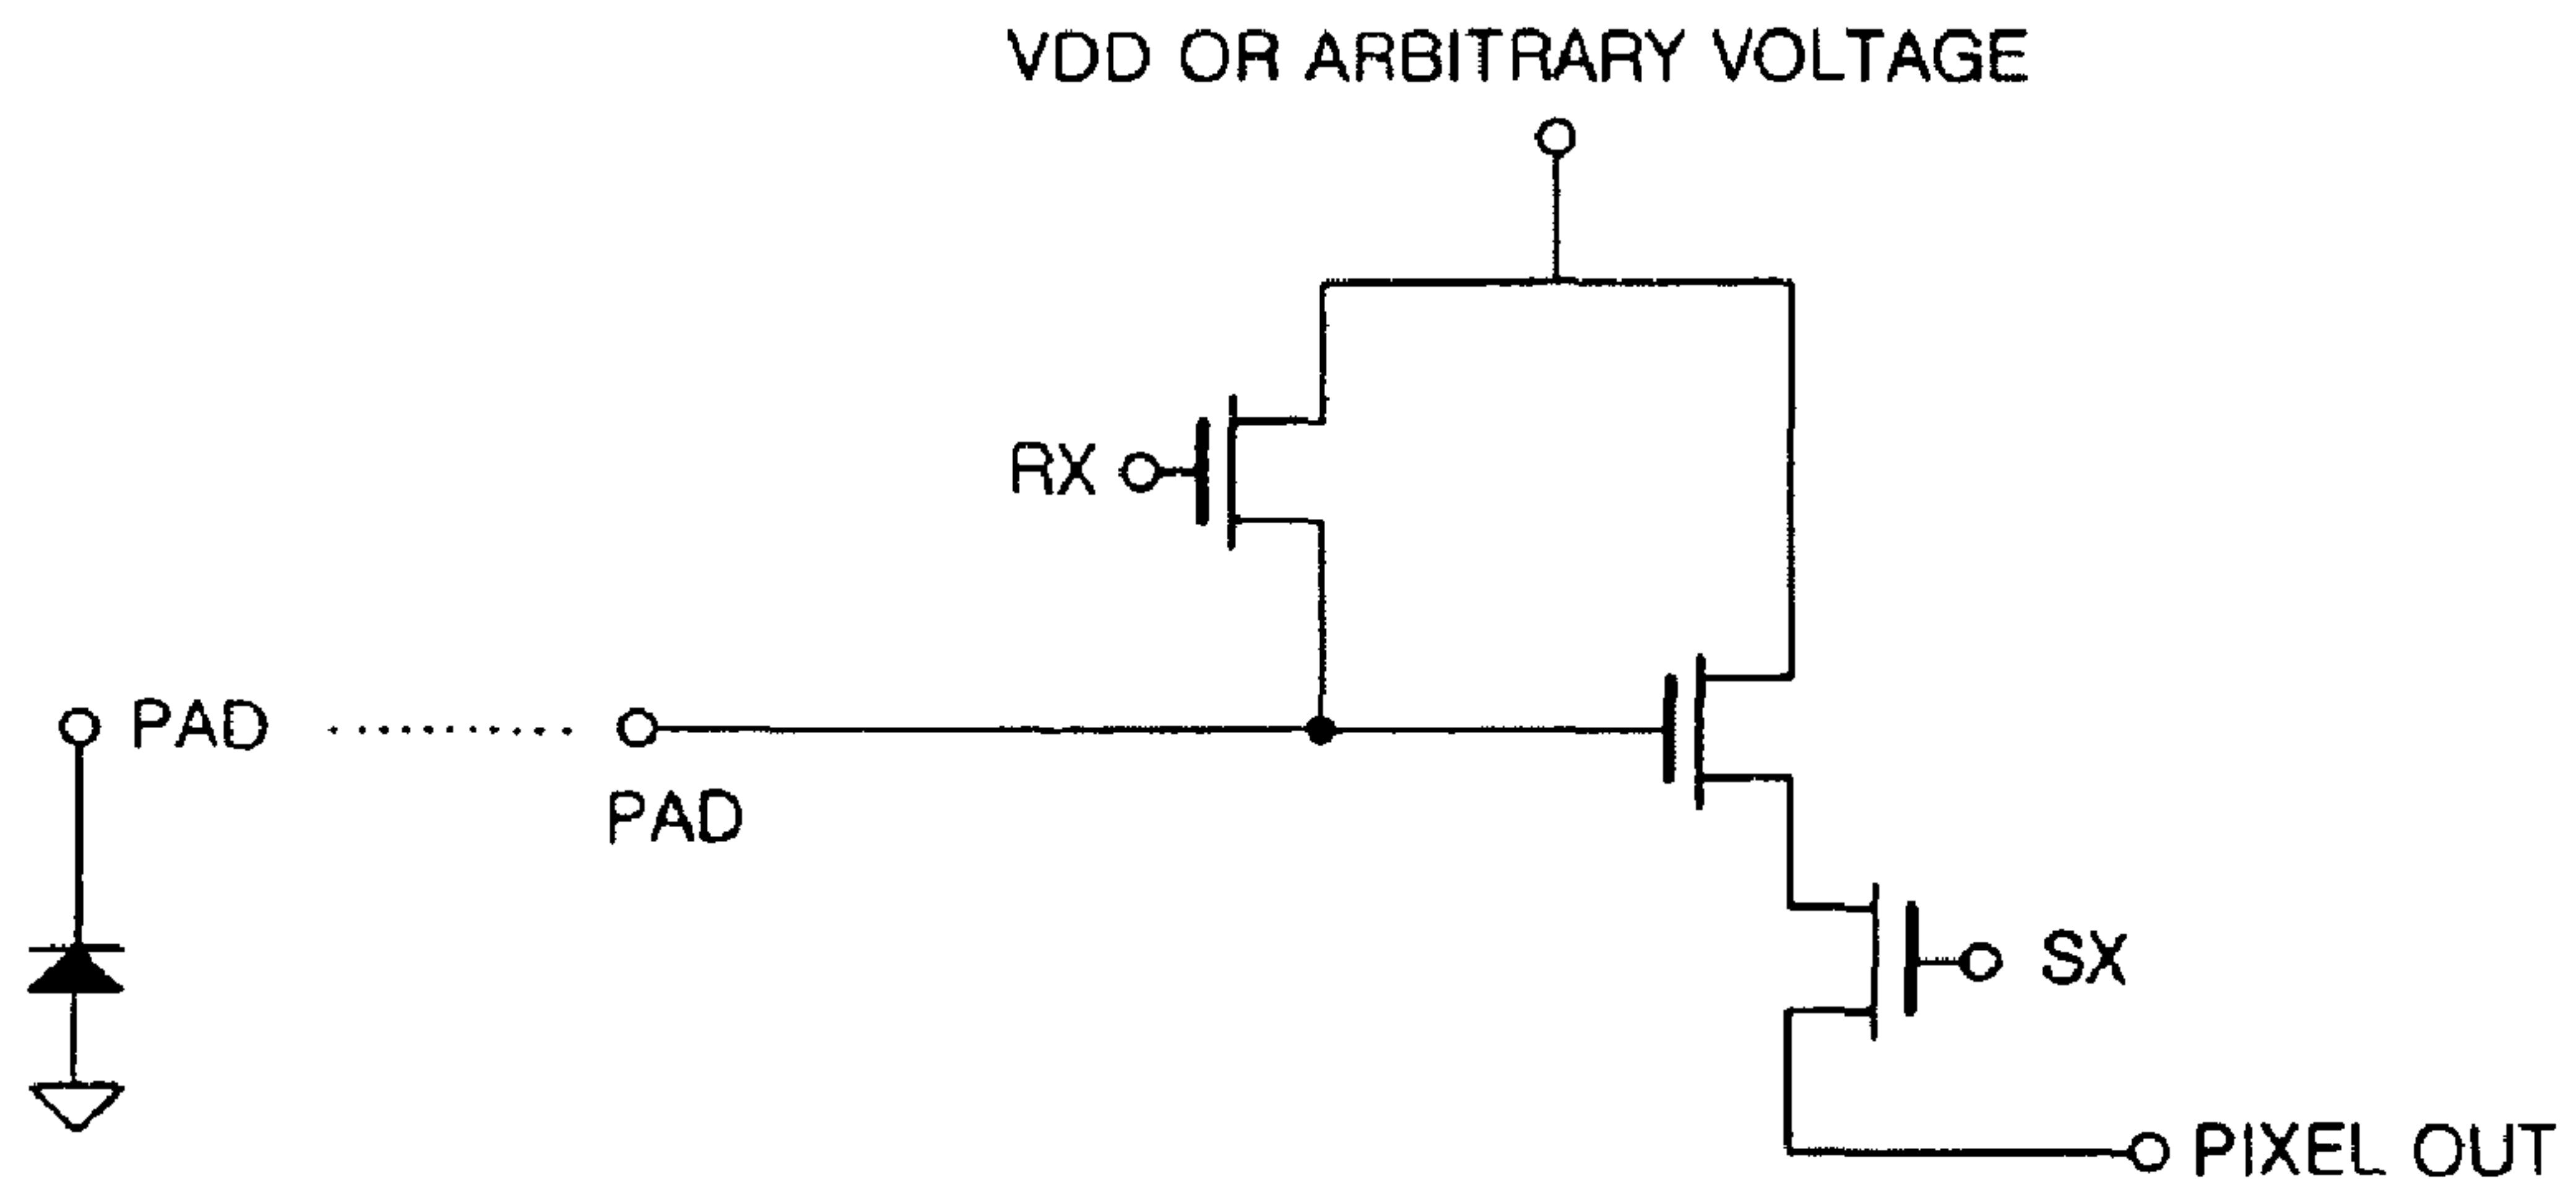 VDD OR ARBITRARY VOLTAGE
RX
PAD
PAD
SX
PIXEL OUT